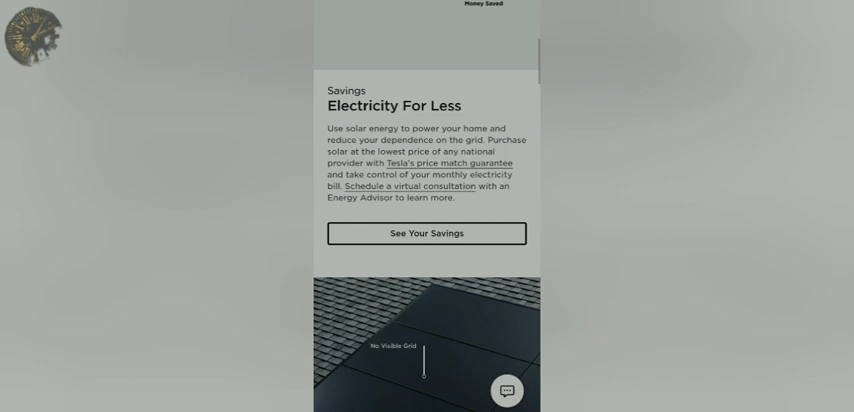 Money Saved
Savings
Electricity For Less
Use solar energy to power your home and
reduce your dependence on the grid. Purchase
solar at the lowest price of any national
provider with Tesla's price match guarantee
and take control of your monthly electricity
bill. Schedule a virtual consultation with an
Energy Advisor to learn more.
See Your Savings
No Visible Grid